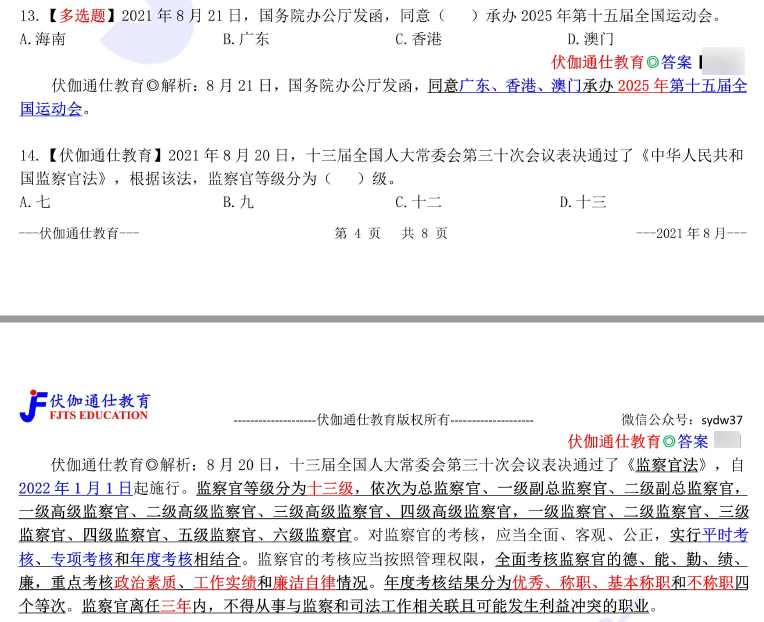 13.【多选题】2021 年 8 月 21 日，国务院办公厅发函，同意（ ）承办 2025 年第十五届全国运动会。
A.海南 B.广东 C.香港 D.澳门
伏伽通仕教育◎答案
伏伽通仕教育◎解析：8 月 21 日，国务院办公厅发函，同意广东、香港、澳门承办 2025 年第十五届全
国运动会。
14.【伏伽通仕教育】2021 年 8 月 20 日，十三届全国人大常委会第三十次会议表决通过了《中华人民共和
国监察官法》，根据该法，监察官等级分为（ ）级。
A.七 B.九 C.十二 D.十三
---伏伽通仕教育--- 第 4 页 共 8 页 ---2021 年 8 月---
JF 伏伽通仕教育
FJTS EDUCATION
--------------------伏伽通仕教育版权所有-------------------- 微信公众号：sydw37
伏伽通仕教育◎答案
伏伽通仕教育◎解析：8 月 20 日，十三届全国人大常委会第三十次会议表决通过了《监察官法》，自
2022 年 1 月 1 日起施行。监察官等级分为十三级，依次为总监察官、一级副总监察官、二级副总监察官，
一级高级监察官、二级高级监察官、三级高级监察官、四级高级监察官，一级监察官、二级监察官、三级
监察官、四级监察官、五级监察官、六级监察官。对监察官的考核，应当全面、客观、公正，实行平时考
核、专项考核和年度考核相结合。监察官的考核应当按照管理权限，全面考核监察官的德、能、勤、绩、
廉，重点考核政治素质、工作实绩和廉洁自律情况。年度考核结果分为优秀、称职、基本称职和不称职四
个等次。监察官离任三年内，不得从事与监察和司法工作相关联且可能发生利益冲突的职业。